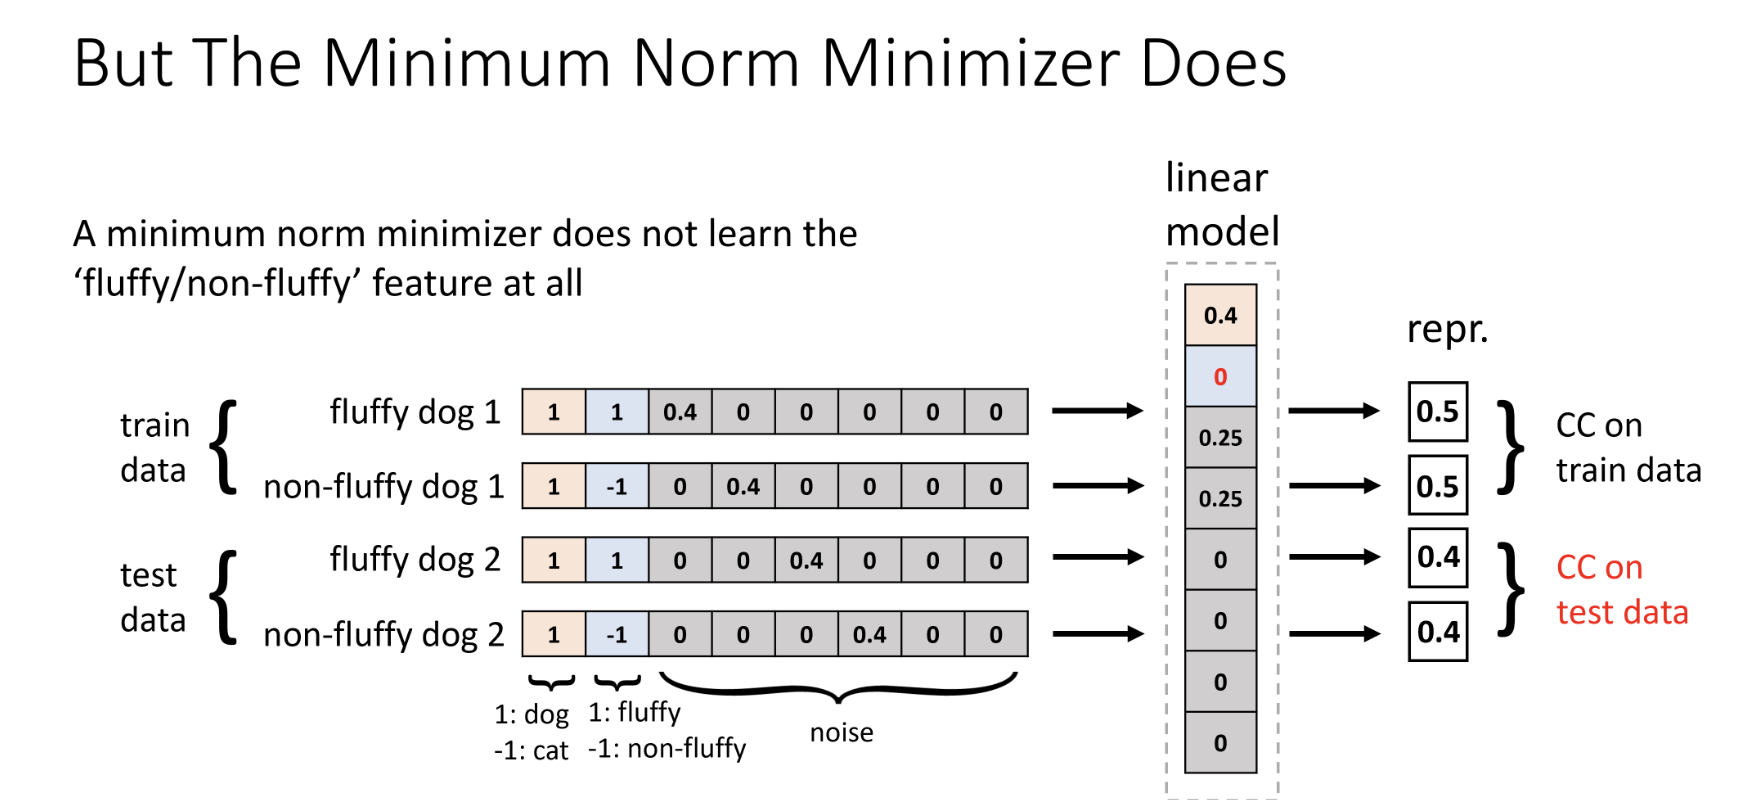 But The Minimum Norm Minimizer Does
A minimum norm minimizer does not learn the
‘fluffy/non-fluffy’ feature at all
linear
model
repr.
train
data
fluffy dog 1
1 1 0.4 0 0 0 0 0
non-fluffy dog 1
1 -1 0 0.4 0 0 0 0
test
data
fluffy dog 2
1 1 0 0 0.4 0 0 0
non-fluffy dog 2
1 -1 0 0 0 0.4 0 0
1: dog
-1: cat
1: fluffy
-1: non-fluffy
noise
0.4
0
0.25
0.25
0
0
0
0
0.5
0.5
0.4
0.4
CC on
train data
CC on
test data